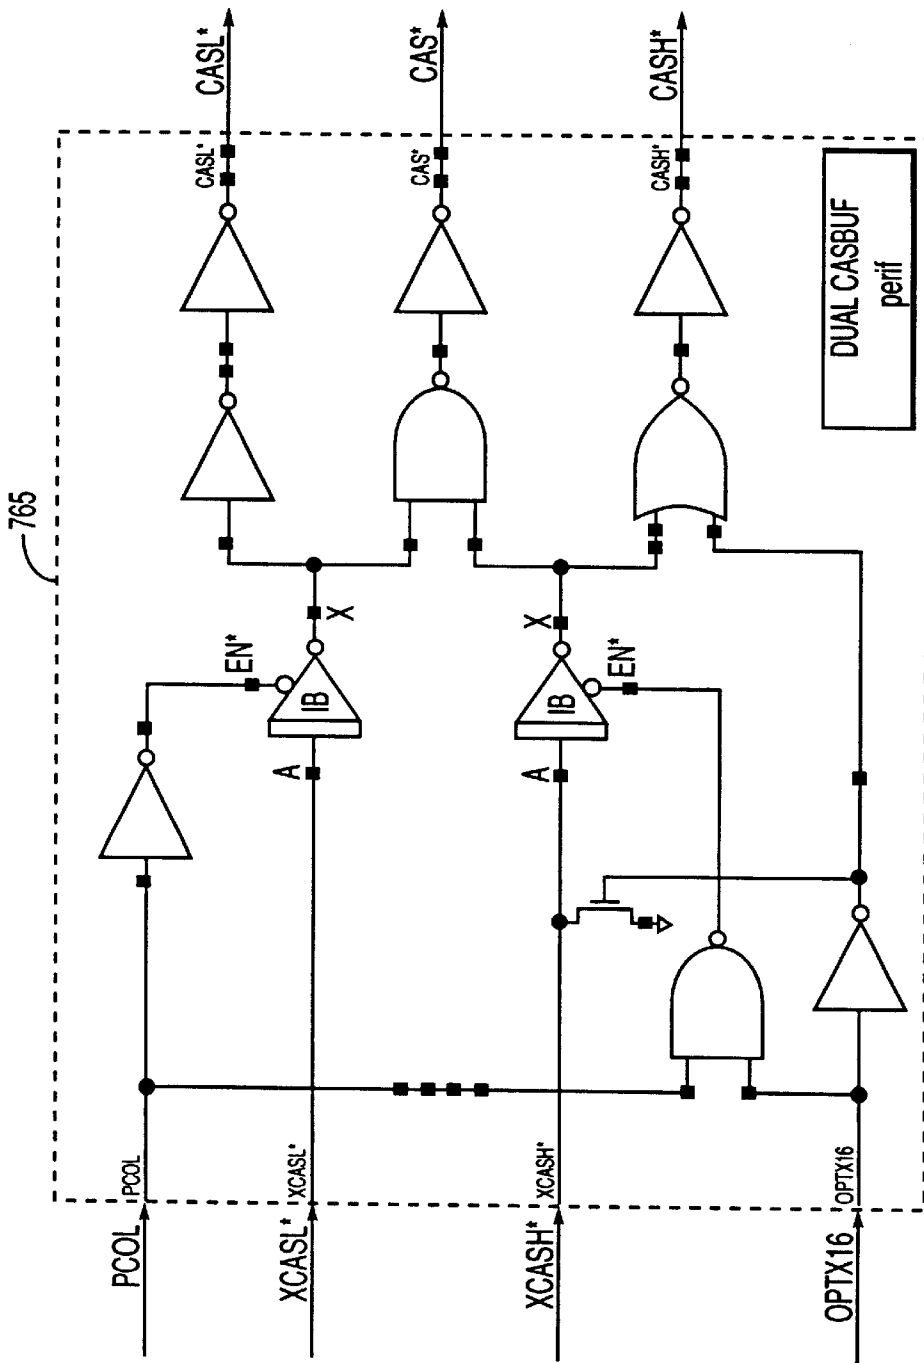 765
PCOL
PCOL
XCASL*
XCASL*
XCASH*
XCASH*
OPTX16
OPTX16
EN*
A
IB
X
A
IB
X
EN*
CASL*
CASL*
CAS*
CAS*
CASH*
CASH*
DUAL CASBUF
perif